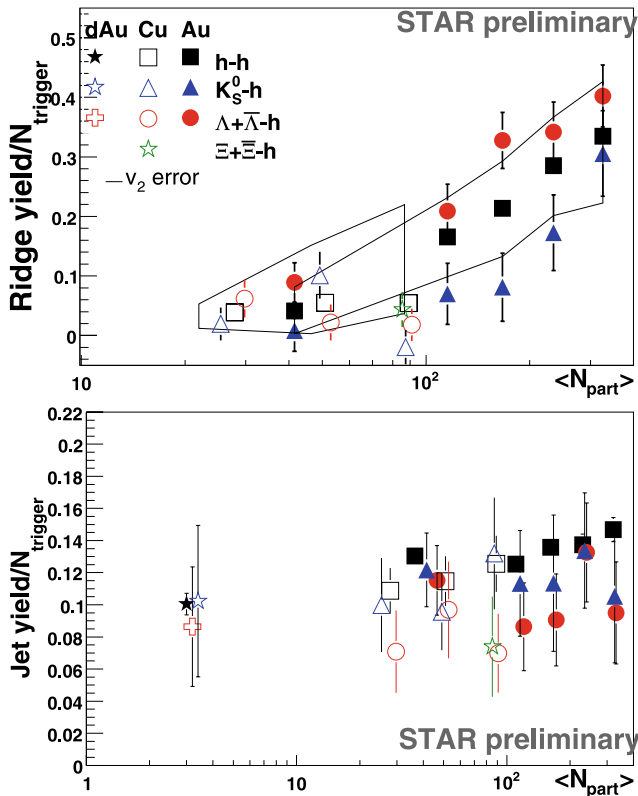 STAR preliminary
dAu Cu Au
h-h
K⁰S-h
Λ+Λ̅-h
Ξ+Ξ̅-h
—v₂ error
Ridge yield/Ntrigger
0.5
0.4
0.3
0.2
0.1
0
10
10²
<Npart>
Jet yield/Ntrigger
0.22
0.2
0.18
0.16
0.14
0.12
0.1
0.08
0.06
0.04
0.02
0
STAR preliminary
1
10
10²
<Npart>